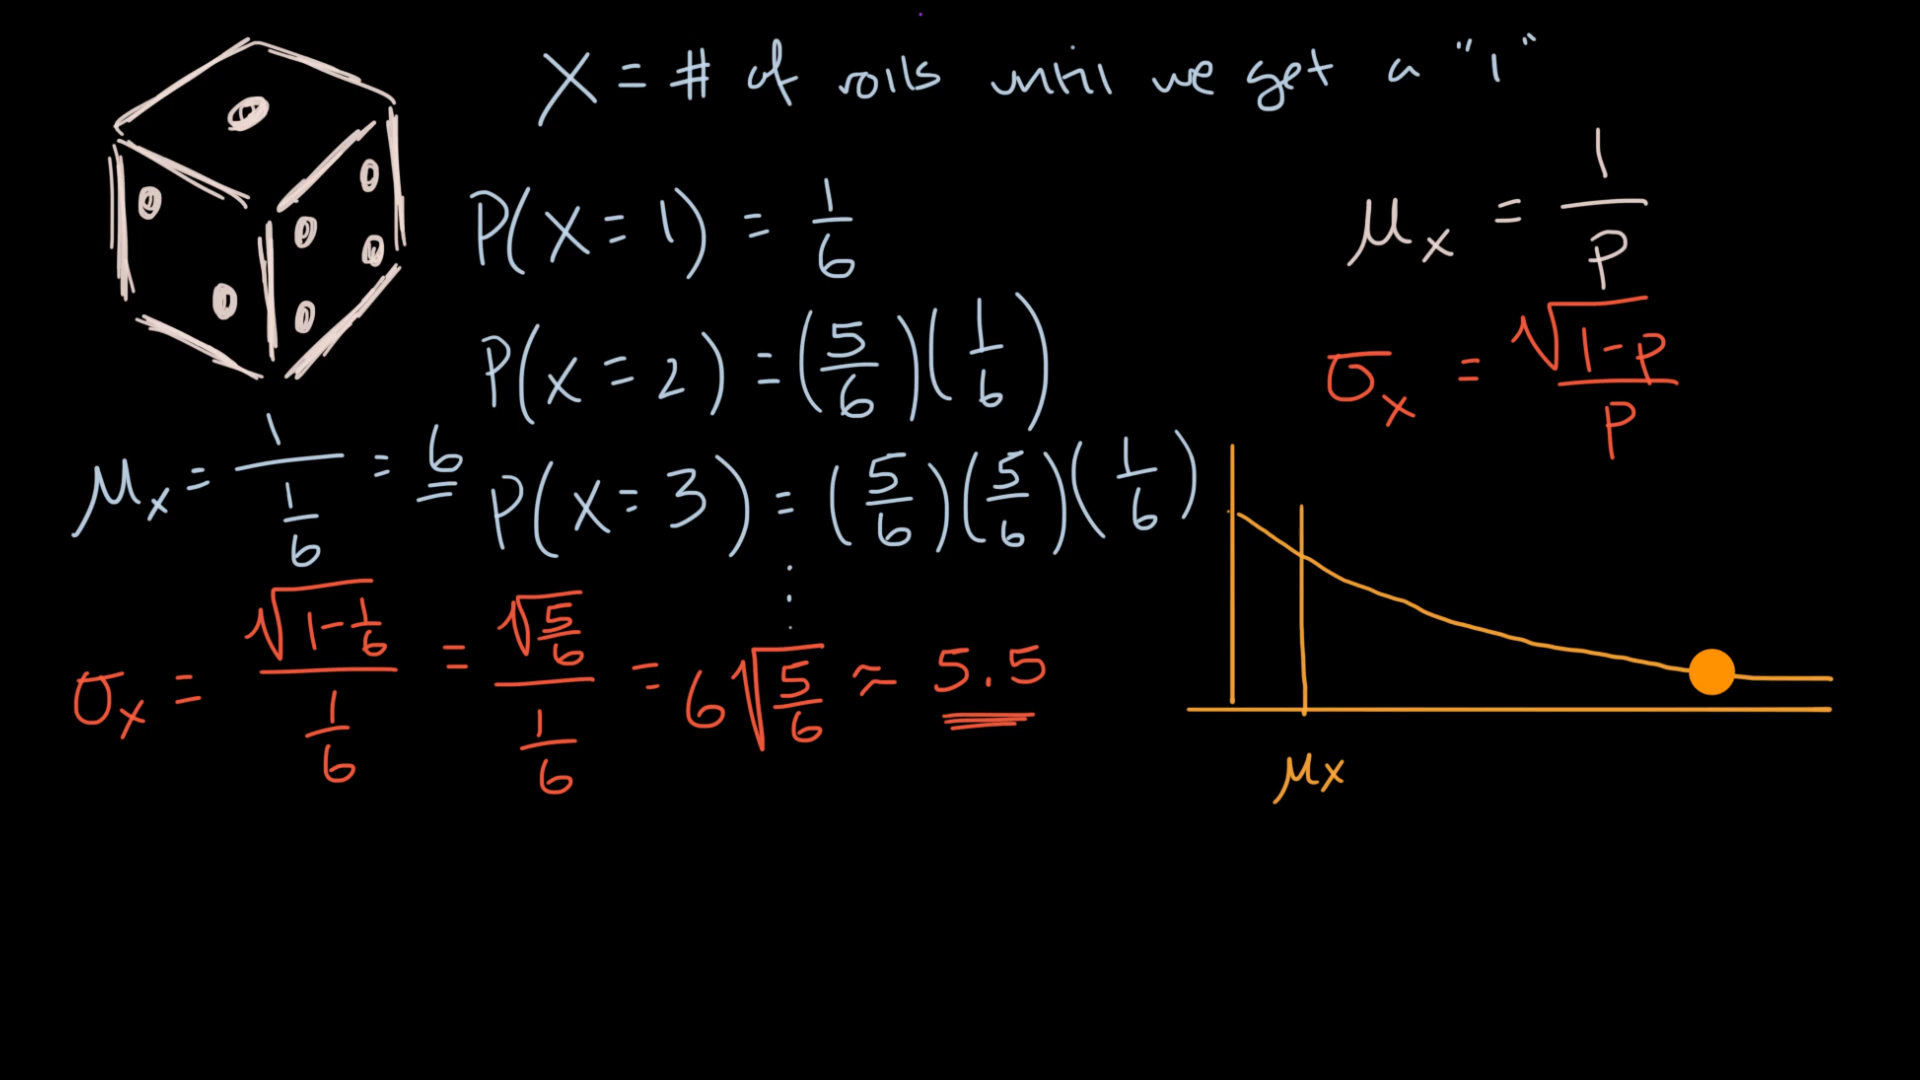 X = # of rolls until we get a "1"
P(X = 1) = 1/6
μx = 1/p
P(x = 2) = (5/6)(1/6)
σx = √(1-p)/p
μx = 1/(1/6) = 6
P(x = 3) = (5/6)(5/6)(1/6)
⋮
σx = √(1-1/6)/(1/6) = √(5/6)/(1/6) = 6√(5/6) ≈ 5.5
μx